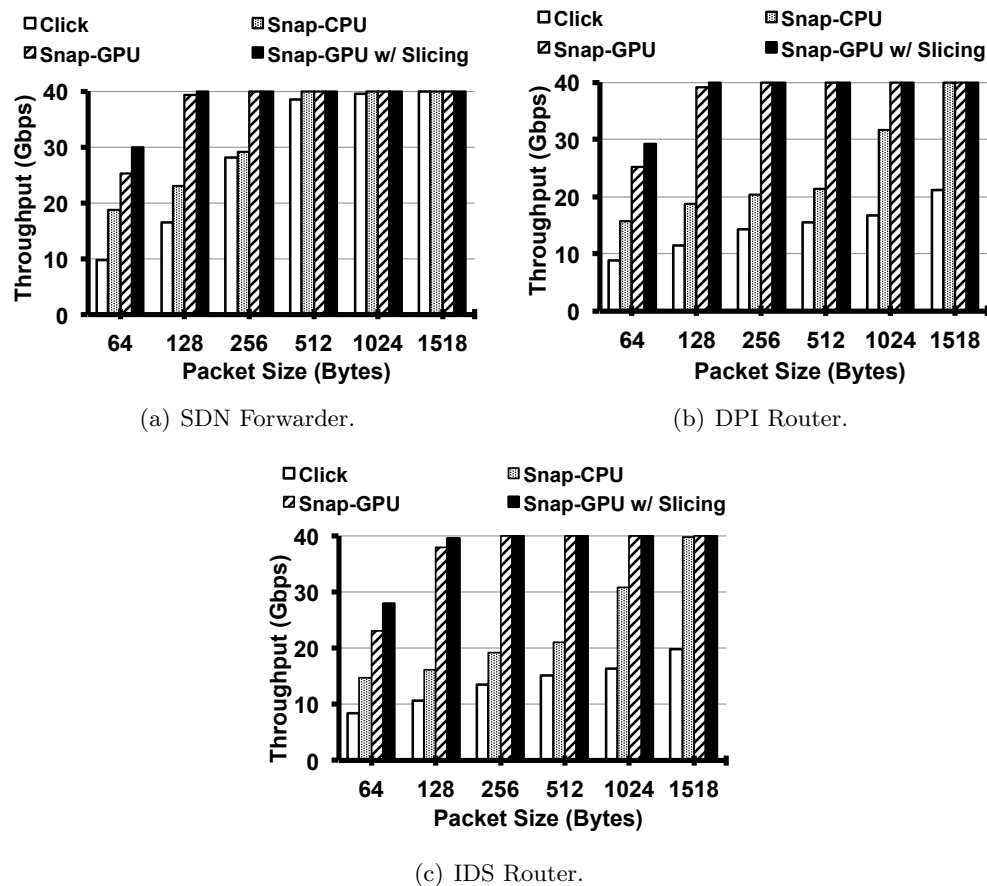 Click Snap-CPU
Snap-GPU Snap-GPU w/ Slicing
Throughput (Gbps)
40
30
20
10
0
64 128 256 512 1024 1518
Packet Size (Bytes)
(a) SDN Forwarder.
Click Snap-CPU
Snap-GPU Snap-GPU w/ Slicing
Throughput (Gbps)
40
30
20
10
0
64 128 256 512 1024 1518
Packet Size (Bytes)
(b) DPI Router.
Click Snap-CPU
Snap-GPU Snap-GPU w/ Slicing
Throughput (Gbps)
40
30
20
10
0
64 128 256 512 1024 1518
Packet Size (Bytes)
(c) IDS Router.